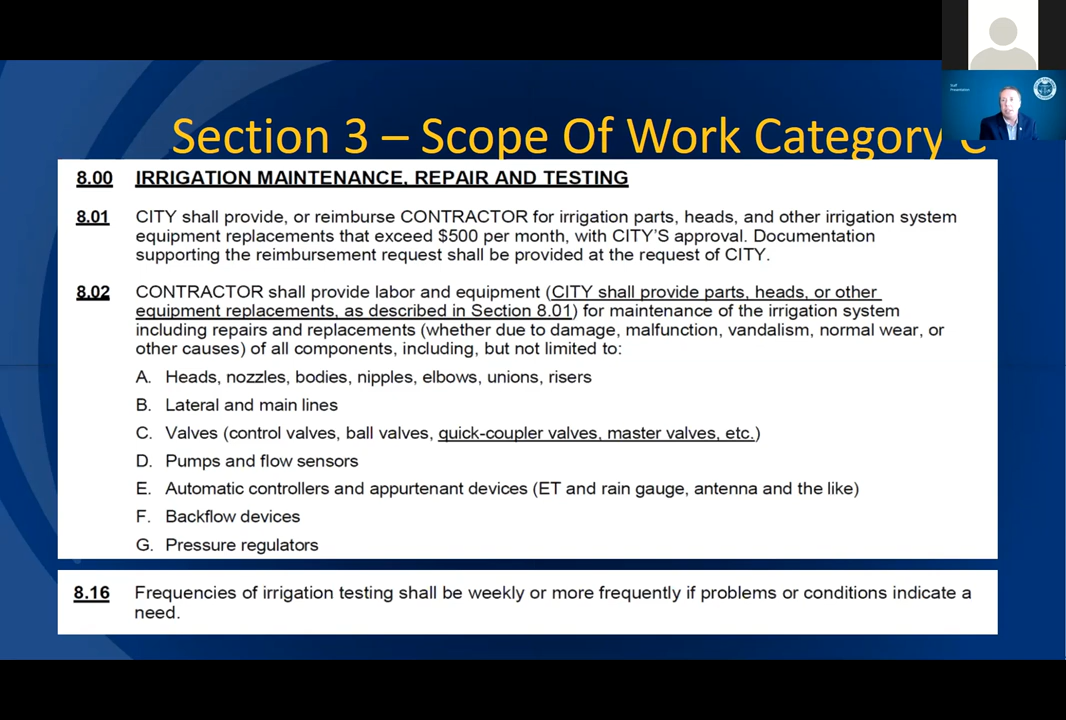 Staff
Presentation
Section 3 – Scope Of Work Category C
8.00 IRRIGATION MAINTENANCE, REPAIR AND TESTING
8.01 CITY shall provide, or reimburse CONTRACTOR for irrigation parts, heads, and other irrigation system
equipment replacements that exceed $500 per month, with CITY'S approval. Documentation
supporting the reimbursement request shall be provided at the request of CITY.
8.02 CONTRACTOR shall provide labor and equipment (CITY shall provide parts, heads, or other
equipment replacements, as described in Section 8.01) for maintenance of the irrigation system
including repairs and replacements (whether due to damage, malfunction, vandalism, normal wear, or
other causes) of all components, including, but not limited to:
A. Heads, nozzles, bodies, nipples, elbows, unions, risers
B. Lateral and main lines
C. Valves (control valves, ball valves, quick-coupler valves, master valves, etc.)
D. Pumps and flow sensors
E. Automatic controllers and appurtenant devices (ET and rain gauge, antenna and the like)
F. Backflow devices
G. Pressure regulators
8.16 Frequencies of irrigation testing shall be weekly or more frequently if problems or conditions indicate a
need.